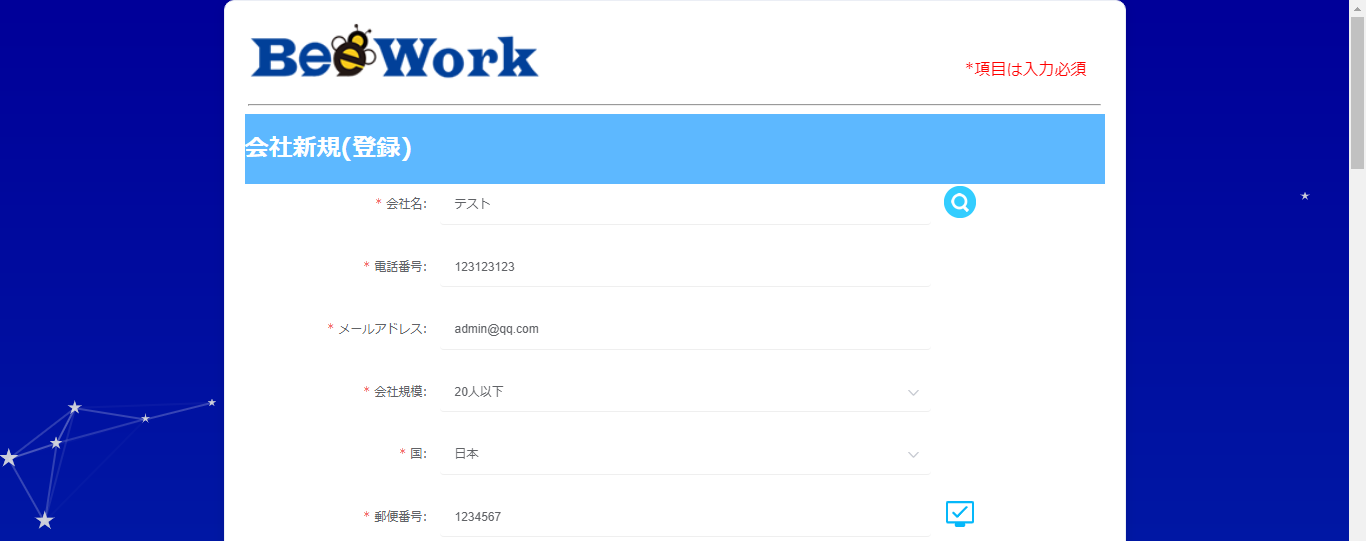 BeeWork
*項目は入力必須
会社新規(登録)
* 会社名: テスト
* 電話番号: 123123123
* メールアドレス: admin@qq.com
* 会社規模: 20人以下
* 国: 日本
* 郵便番号: 1234567